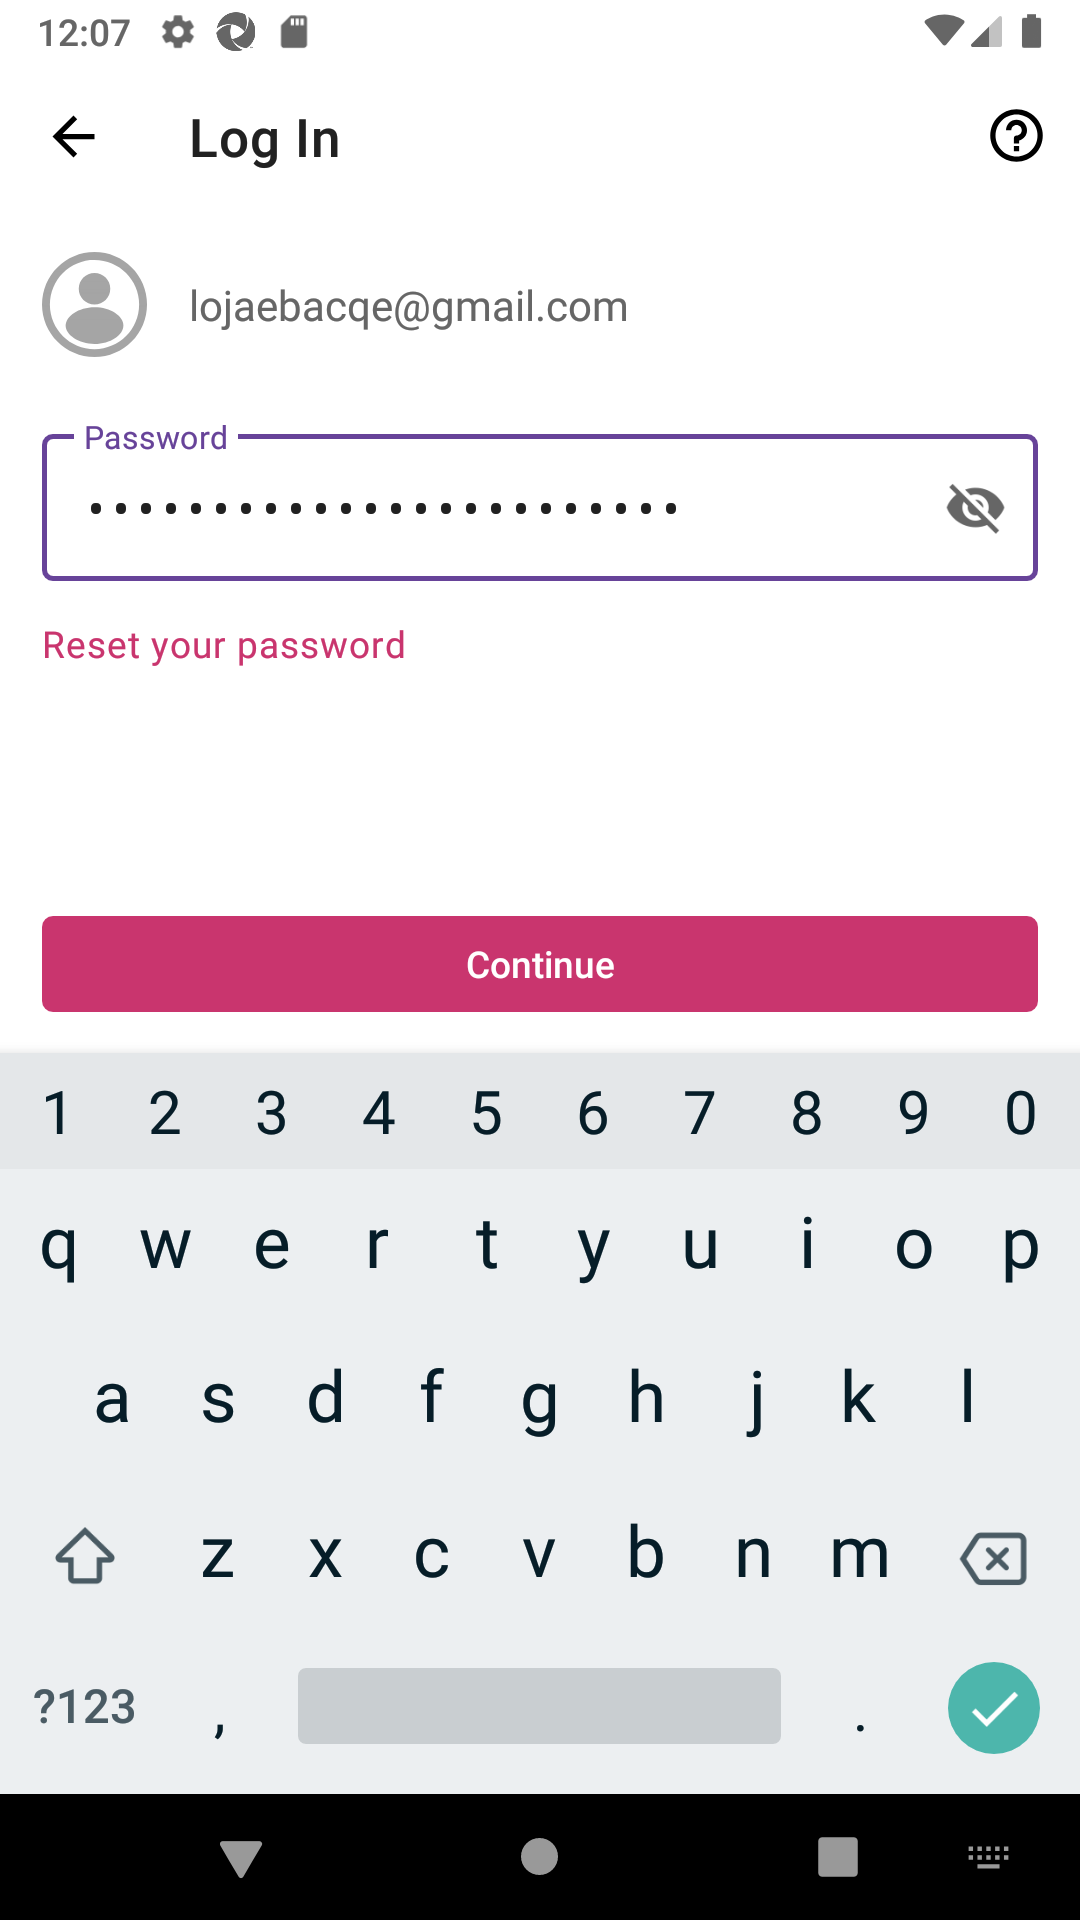 12:07
Log In
lojaebacqe@gmail.com
Password
••••••••••••••••••••••••
Reset your password
Continue
1 2 3 4 5 6 7 8 9 0
q w e r t y u i o p
a s d f g h j k l
z x c v b n m
?123 , .